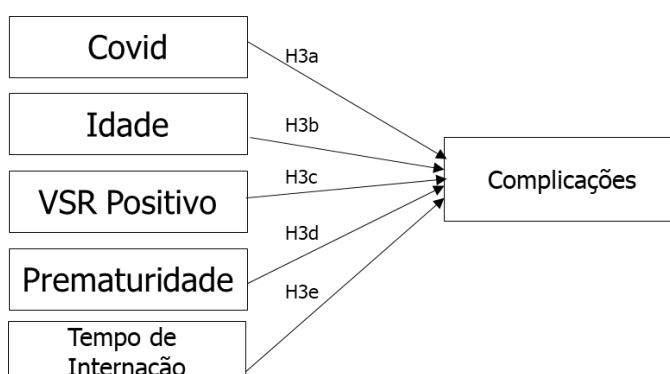 Covid
H3a
Idade
H3b
VSR Positivo
H3c
Complicações
Prematuridade
H3d
H3e
Tempo de
Internação